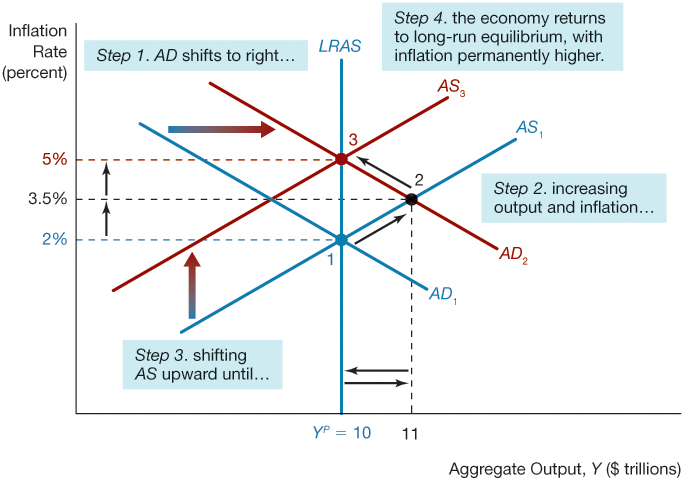 Inflation
Rate
(percent)
Step 1. AD shifts to right…
LRAS
Step 4. the economy returns
to long-run equilibrium, with
inflation permanently higher.
AS3
AS1
3
5%
2
3.5%
Step 2. increasing
output and inflation…
2%
1
AD2
AD1
Step 3. shifting
AS upward until…
Y^P = 10
11
Aggregate Output, Y ($ trillions)